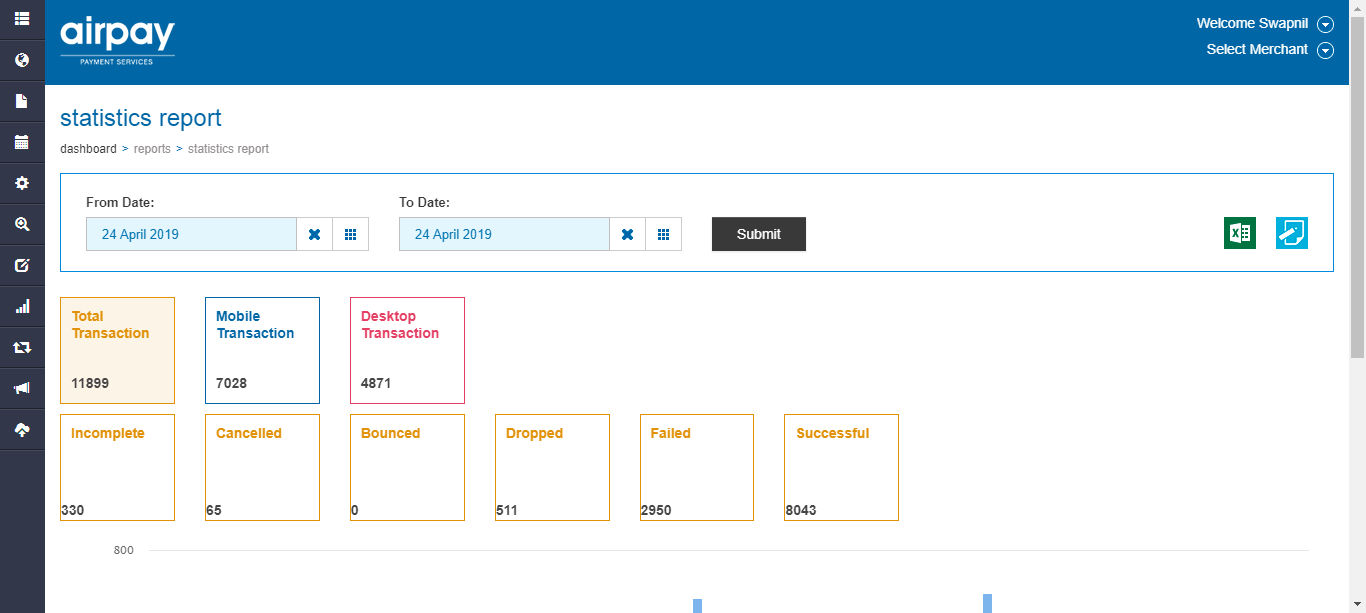 airpay
PAYMENT SERVICES
Welcome Swapnil
Select Merchant
statistics report
dashboard > reports > statistics report
From Date:
To Date:
24 April 2019
24 April 2019
Submit
Total
Transaction
11899
Mobile
Transaction
7028
Desktop
Transaction
4871
Incomplete
330
Cancelled
65
Bounced
0
Dropped
511
Failed
2950
Successful
8043
800